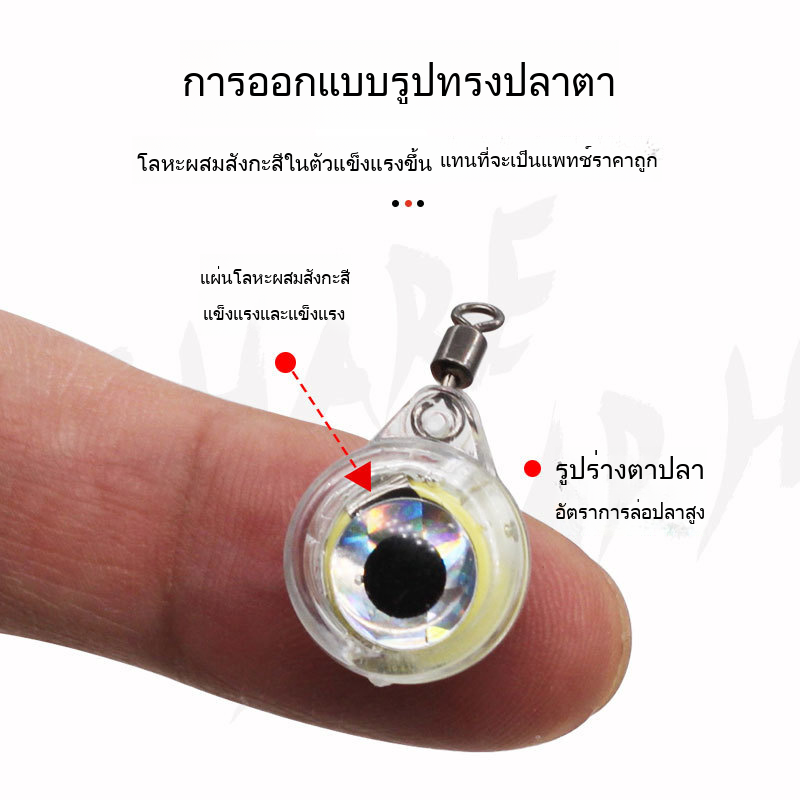 การออกแบบรูปทรงปลาตา
โลหะผสมสังกะสีในตัวแข็งแรงขึ้น แทนที่จะเป็นแพทช์ราคาถูก
แผ่นโลหะผสมสังกะสี
แข็งแรงและแข็งแรง
รูปร่างตาปลา
อัตราการล่อปลาสูง